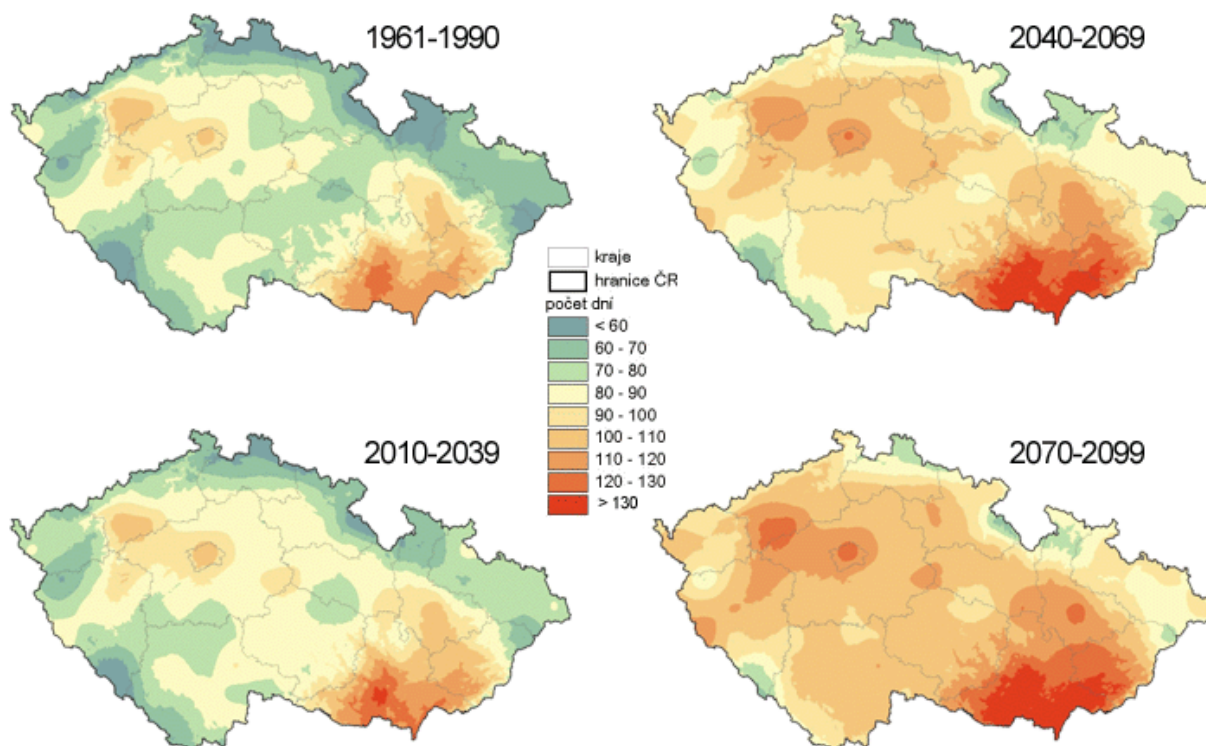 1961-1990
2040-2069
kraje
hranice ČR
počet dní
< 60
60 - 70
70 - 80
80 - 90
90 - 100
100 - 110
110 - 120
120 - 130
> 130
2010-2039
2070-2099